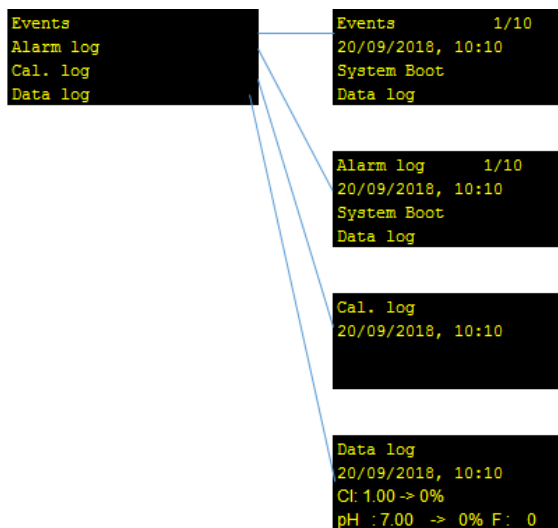 Events
Alarm log
Cal. log
Data log
Events 1/10
20/09/2018, 10:10
System Boot
Data log
Alarm log 1/10
20/09/2018, 10:10
System Boot
Data log
Cal. log
20/09/2018, 10:10
Data log
20/09/2018, 10:10
Cl: 1.00 -> 0%
pH : 7.00 -> 0% F : 0